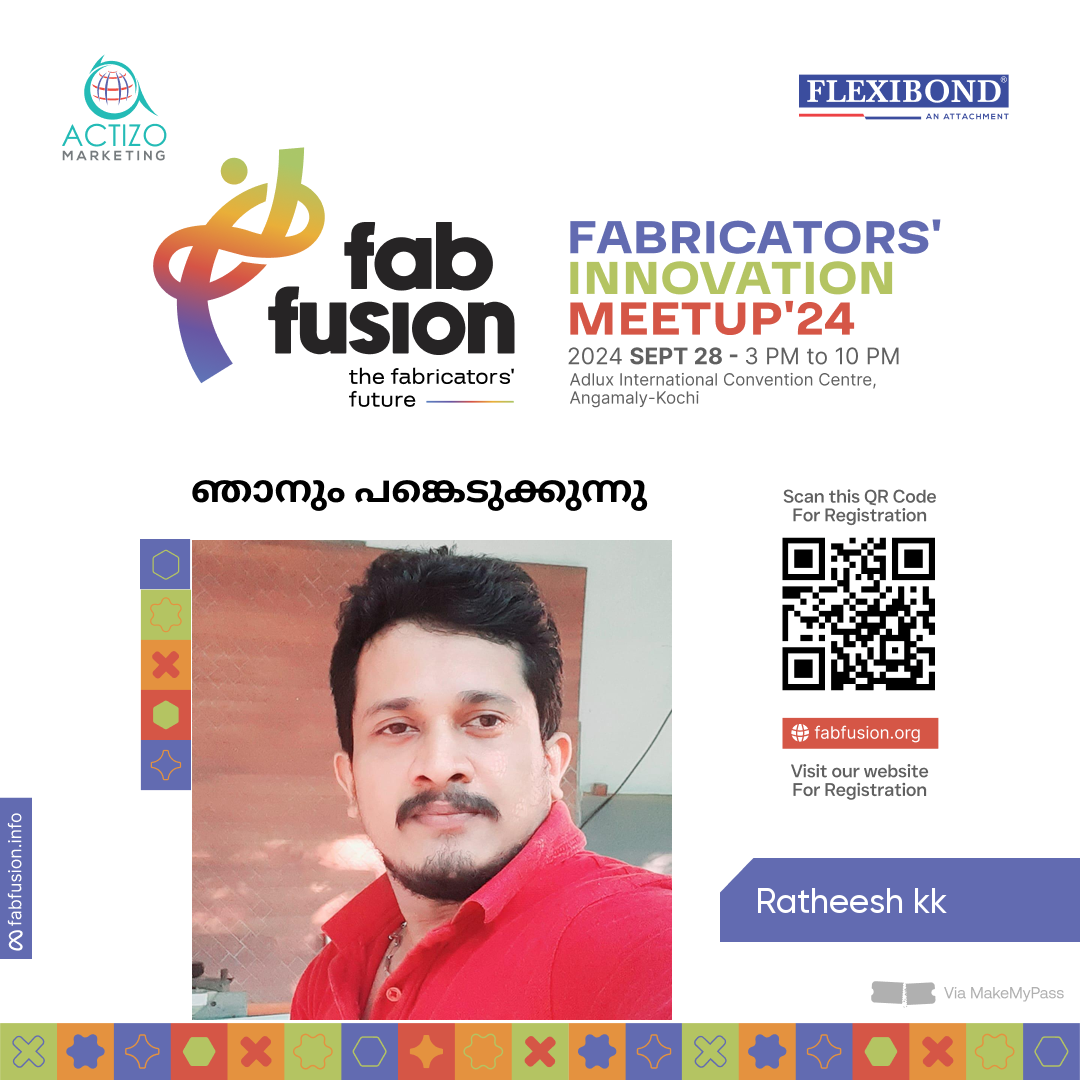 ACTIZO
MARKETING
FLEXIBOND®
AN ATTACHMENT
fab
fusion
the fabricators'
future
FABRICATORS'
INNOVATION
MEETUP'24
2024 SEPT 28 - 3 PM to 10 PM
Adlux International Convention Centre,
Angamaly-Kochi
ഞാനും പങ്കെടുക്കുന്നു
Scan this QR Code
For Registration
fabfusion.org
Visit our website
For Registration
fabfusion.info
Ratheesh kk
Via MakeMyPass